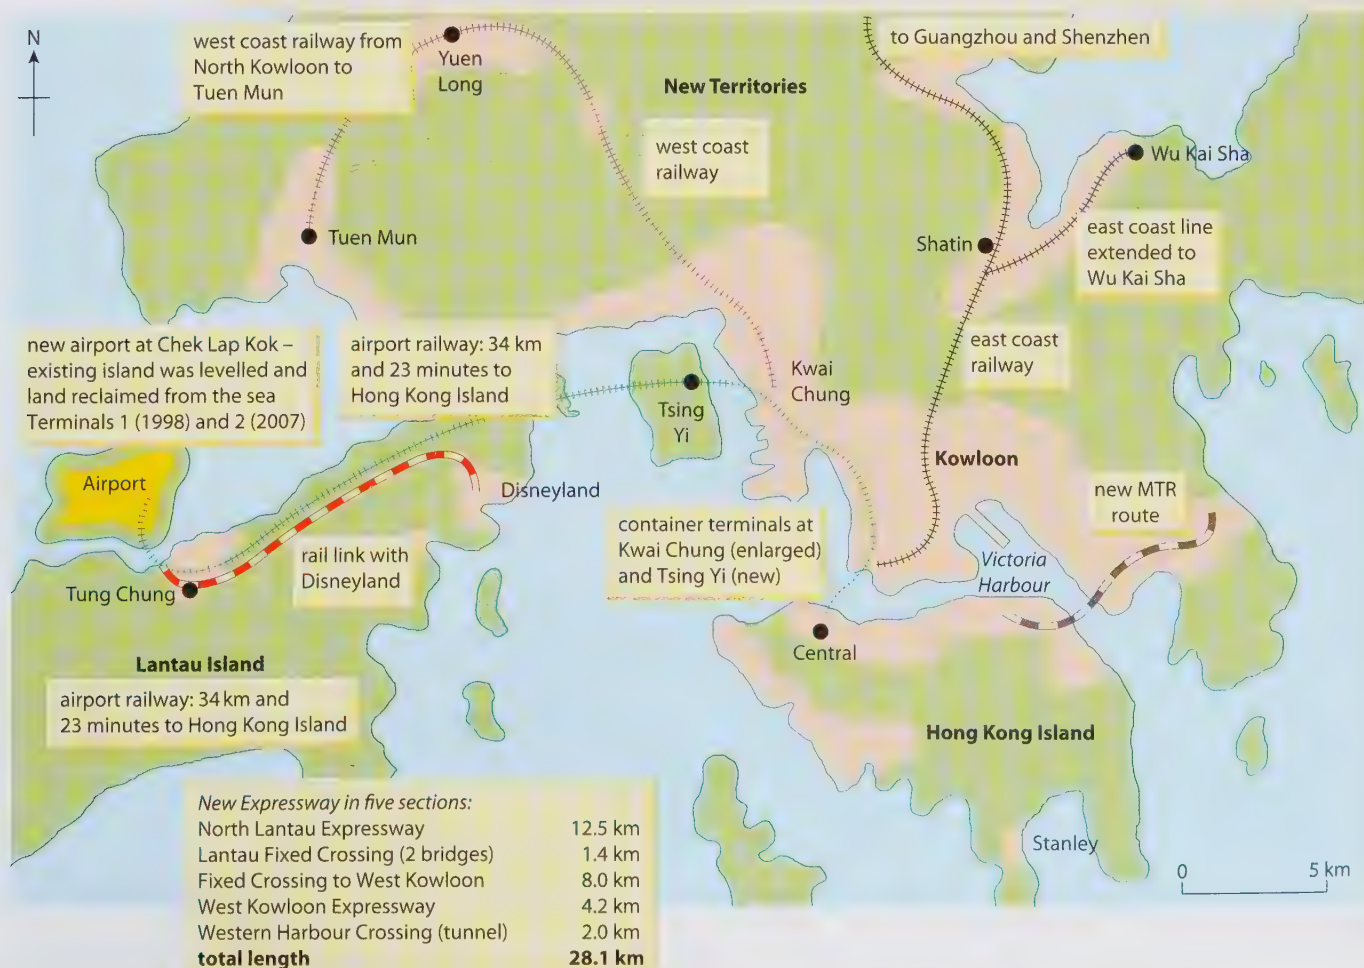 N
west coast railway from
North Kowloon to
Tuen Mun
Yuen
Long
to Guangzhou and Shenzhen
New Territories
west coast
railway
Wu Kai Sha
Tuen Mun
Shatin
east coast line
extended to
Wu Kai Sha
new airport at Chek Lap Kok –
existing island was levelled and
land reclaimed from the sea
Terminals 1 (1998) and 2 (2007)
airport railway: 34 km
and 23 minutes to
Hong Kong Island
east coast
railway
Kwai
Chung
Tsing
Yi
Kowloon
Airport
Disneyland
new MTR
route
container terminals at
Kwai Chung (enlarged)
and Tsing Yi (new)
rail link with
Disneyland
Victoria
Harbour
Tung Chung
Central
Lantau Island
airport railway: 34 km and
23 minutes to Hong Kong Island
Hong Kong Island
New Expressway in five sections:
North Lantau Expressway 12.5 km
Lantau Fixed Crossing (2 bridges) 1.4 km
Fixed Crossing to West Kowloon 8.0 km
West Kowloon Expressway 4.2 km
Western Harbour Crossing (tunnel) 2.0 km
total length 28.1 km
Stanley
0 5 km